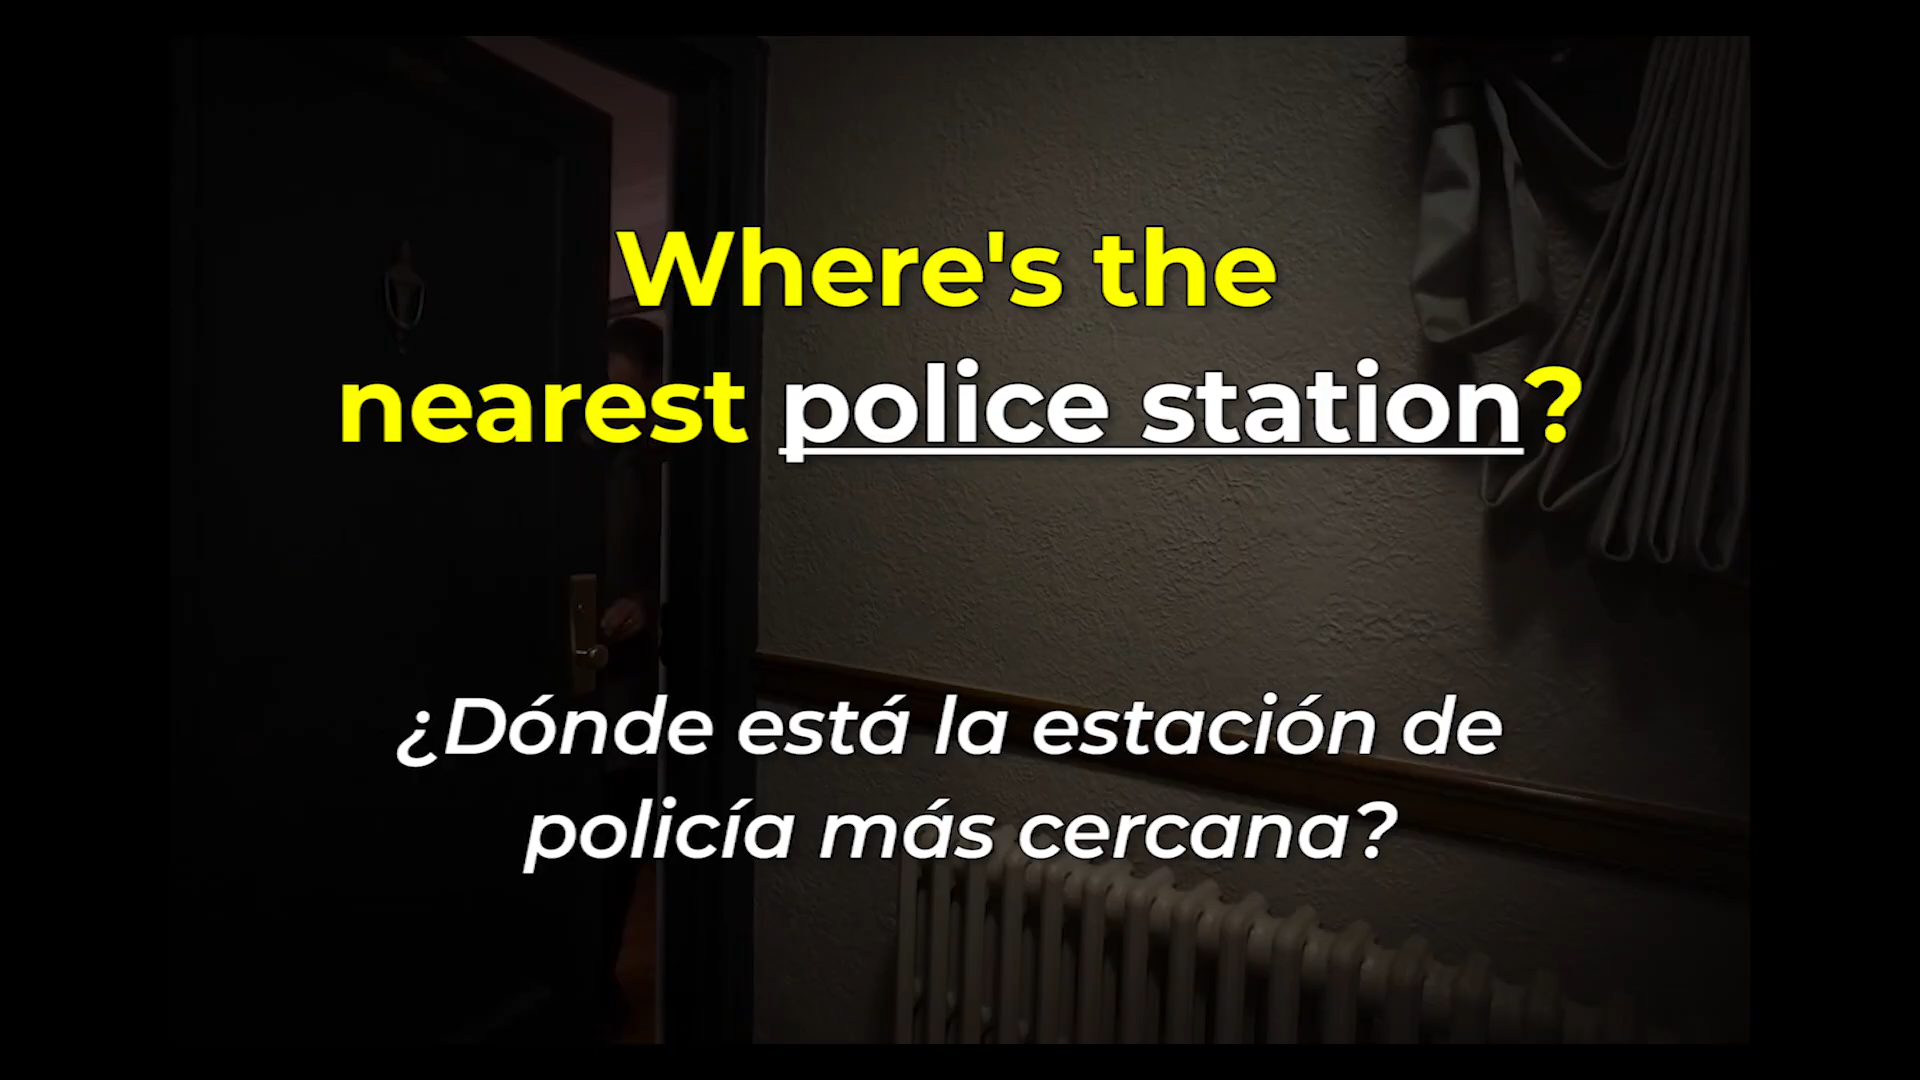 Where's the
nearest police station?
¿Dónde está la estación de
policía más cercana?